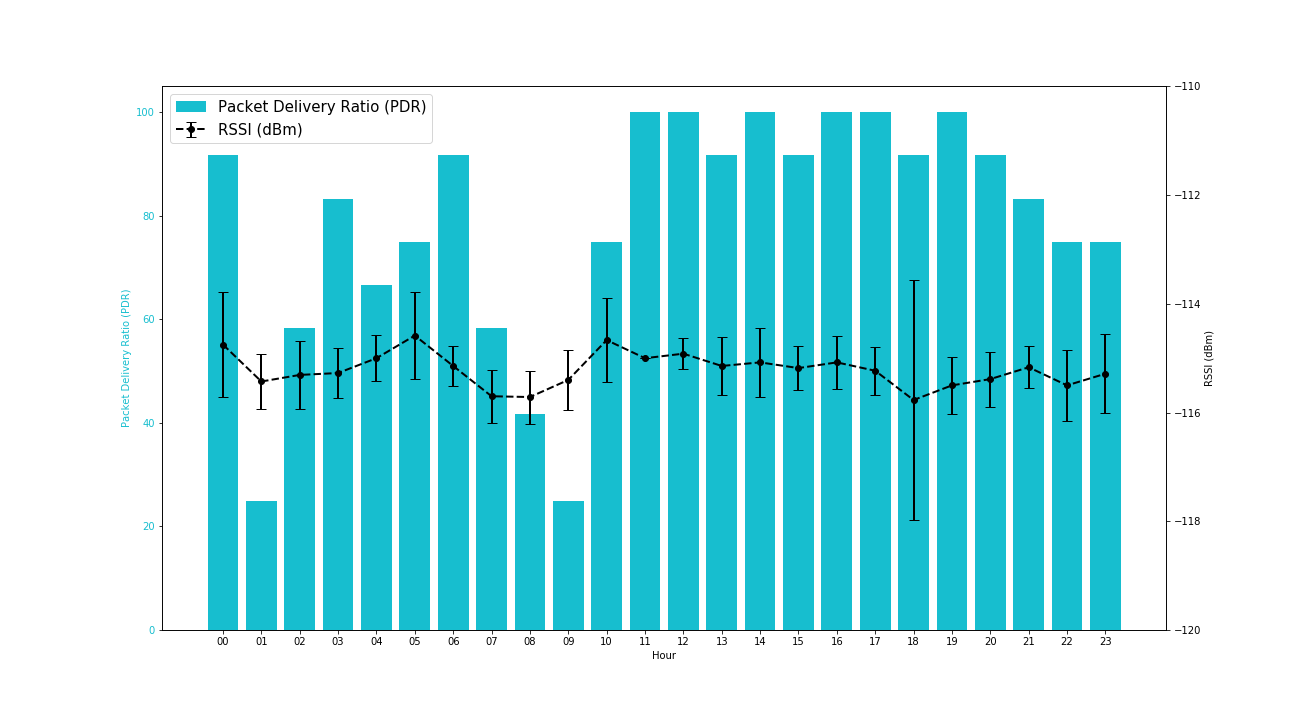 Packet Delivery Ratio (PDR)
RSSI (dBm)
100
80
60
40
20
0
Packet Delivery Ratio (PDR)
−110
−112
−114
−116
−118
−120
RSSI (dBm)
00 01 02 03 04 05 06 07 08 09 10 11 12 13 14 15 16 17 18 19 20 21 22 23
Hour